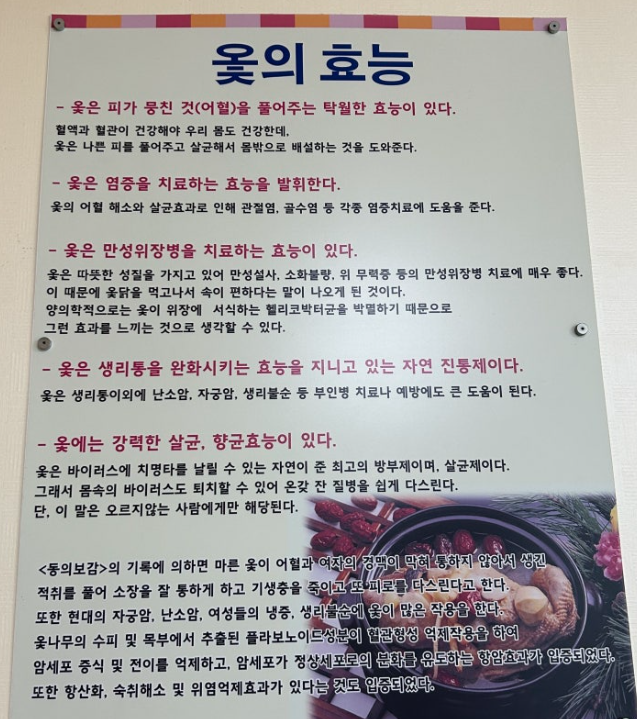 옻의 효능
- 옻은 피가 뭉친 것(어혈)을 풀어주는 탁월한 효능이 있다.
혈액과 혈관이 건강해야 우리 몸도 건강한데,
옻은 나쁜 피를 풀어주고 살균해서 몸밖으로 배설하는 것을 도와준다.
- 옻은 염증을 치료하는 효능을 발휘한다.
옻의 어혈 해소와 살균효과로 인해 관절염, 골수염 등 각종 염증치료에 도움을 준다.
- 옻은 만성위장병을 치료하는 효능이 있다.
옻은 따뜻한 성질을 가지고 있어 만성설사, 소화불량, 위 무력증 등의 만성위장병 치료에 매우 좋다.
이 때문에 옻닭을 먹고나서 속이 편하다는 말이 나오게 된 것이다.
양의학적으로는 옻이 위장에 서식하는 헬리코박터균을 박멸하기 때문으로
그런 효과를 느끼는 것으로 생각할 수 있다.
- 옻은 생리통을 완화시키는 효능을 지니고 있는 자연 진통제이다.
옻은 생리통이외에 난소암, 자궁암, 생리불순 등 부인병 치료나 예방에도 큰 도움이 된다.
- 옻에는 강력한 살균, 향균효능이 있다.
옻은 바이러스에 치명타를 날릴 수 있는 자연이 준 최고의 방부제이며, 살균제이다.
그래서 몸속의 바이러스도 퇴치할 수 있어 온갖 잔 질병을 쉽게 다스린다.
단, 이 말은 오르지않는 사람에게만 해당된다.
<동의보감>의 기록에 의하면 마른 옻이 어혈과 여자의 경맥이 막혀 통하지 않아서 생긴
적취를 풀어 소장을 잘 통하게 하고 기생충을 죽이고 또 피로를 다스린다고 한다.
또한 현대의 자궁암, 난소암, 여성들의 냉증, 생리불순에 옻이 많은 작용을 한다.
옻나무의 수피 및 목부에서 추출된 플라보노이드성분이 혈관형성 억제작용을 하여
암세포 증식 및 전이를 억제하고, 암세포가 정상세포로의 분화를 유도하는 항암효과가 입증되었다.
또한 항산화, 숙취해소 및 위염억제효과가 있다는 것도 입증되었다.